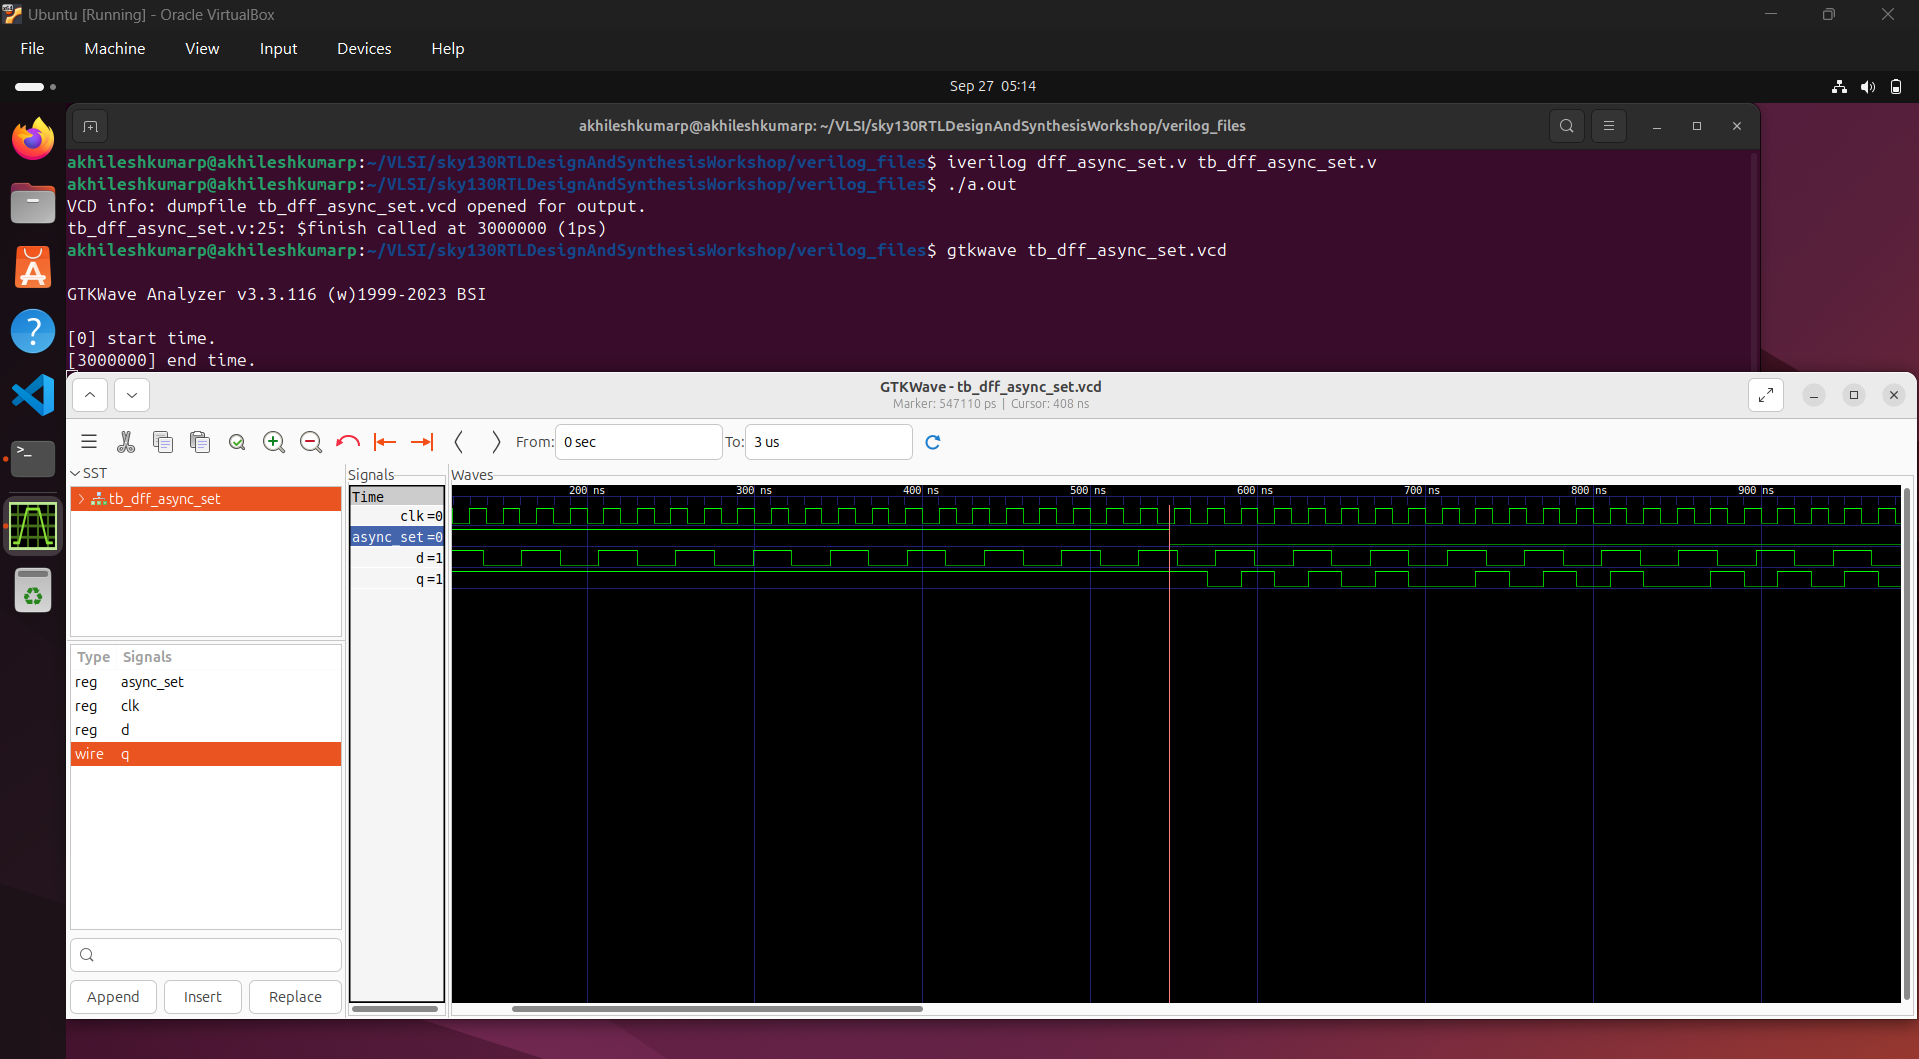 Ubuntu [Running] - Oracle VirtualBox
File Machine View Input Devices Help
Sep 27 05:14
akhileshkumarp@akhileshkumarp: ~/VLSI/sky130RTLDesignAndSynthesisWorkshop/verilog_files
akhileshkumarp@akhileshkumarp:~/VLSI/sky130RTLDesignAndSynthesisWorkshop/verilog_files$ iverilog dff_async_set.v tb_dff_async_set.v
akhileshkumarp@akhileshkumarp:~/VLSI/sky130RTLDesignAndSynthesisWorkshop/verilog_files$ ./a.out
VCD info: dumpfile tb_dff_async_set.vcd opened for output.
tb_dff_async_set.v:25: $finish called at 3000000 (1ps)
akhileshkumarp@akhileshkumarp:~/VLSI/sky130RTLDesignAndSynthesisWorkshop/verilog_files$ gtkwave tb_dff_async_set.vcd
GTKWave Analyzer v3.3.116 (w)1999-2023 BSI
[0] start time.
[3000000] end time.
GTKWave - tb_dff_async_set.vcd
Marker: 547110 ps | Cursor: 408 ns
From: 0 sec To: 3 us
SST
tb_dff_async_set
Type Signals
reg async_set
reg clk
reg d
wire q
Append Insert Replace
Signals
Time
clk=0
async_set=0
d=1
q=1
Waves
200 ns 300 ns 400 ns 500 ns 600 ns 700 ns 800 ns 900 ns